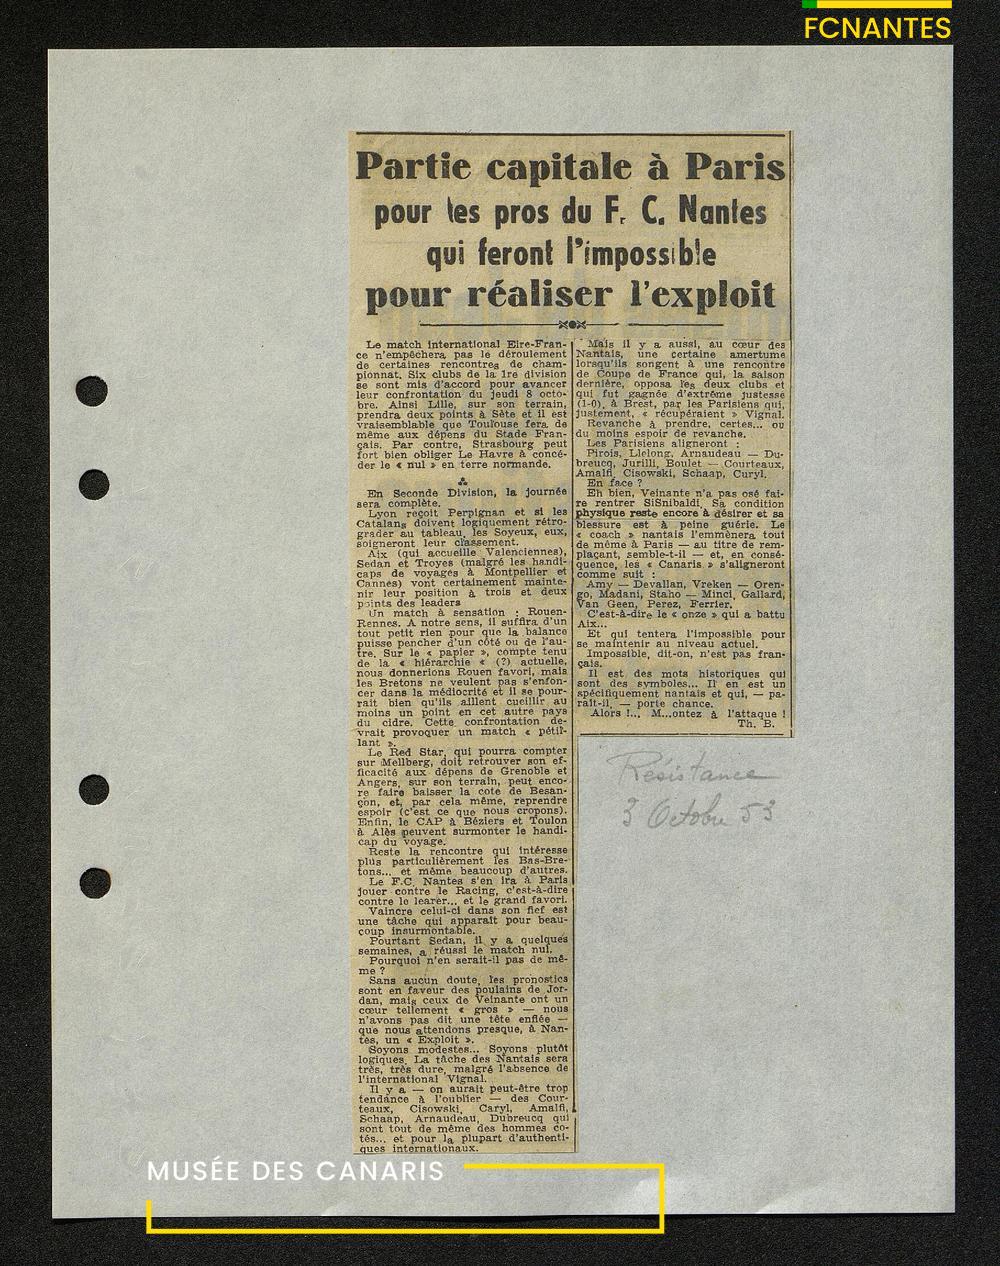 FCNANTES
Partie capitale à Paris
pour les pros du F. C. Nantes
qui feront l'impossible
pour réaliser l'exploit
Le match international Eire-Fran-
ce n'empêchera pas le déroulement
de certaines rencontres de cham-
pionnat. Six clubs de la 1re division
se sont mis d'accord pour avancer
leur confrontation du jeudi 8 octo-
bre. Ainsi Lille, sur son terrain,
prendra deux points à Sète et il est
vraisemblable que Toulouse fera de
même aux dépens du Stade Fran-
çais. Par contre, Strasbourg peut
fort bien obliger Le Havre à concé-
der le « nul » en terre normande.
En Seconde Division, la journée
sera complète.
Lyon reçoit Perpignan et si les
Catalans doivent logiquement rétro-
grader au tableau, les Soyeux, eux,
soigneront leur classement.
Aix (qui accueille Valenciennes),
Sedan et Troyes (malgré les handi-
caps de voyages à Montpellier et
Cannes) vont certainement mainte-
nir leur position à trois et deux
points des leaders
Un match à sensation : Rouen-
Rennes. A notre sens, il suffira d'un
tout petit rien pour que la balance
puisse pencher d'un côté ou de l'au-
tre. Sur le « papier », compte tenu
de la « hiérarchie « (?) actuelle,
nous donnerions Rouen favori, mais
les Bretons ne veulent pas s'enfon-
cer dans la médiocrité et il se pour-
rait bien qu'ils aillent cueillir au
moins un point en cet autre pays
du cidre. Cette confrontation de-
vrait provoquer un match « pétil-
lant ».
Le Red Star, qui pourra compter
sur Mellberg, doit retrouver son ef-
ficacité aux dépens de Grenoble et
Angers, sur son terrain, peut enco-
re faire baisser la cote de Besan-
çon, et, par cela même, reprendre
espoir (c'est ce que nous croyons).
Enfin, le CAP à Béziers et Toulon
à Alès peuvent surmonter le handi-
cap du voyage.
Reste la rencontre qui intéresse
plus particulièrement les Bas-Bre-
tons... et même beaucoup d'autres.
Le F.C. Nantes s'en ira à Paris
jouer contre le Racing, c'est-à-dire
contre le learer... et le grand favori.
Vaincre celui-ci dans son fief est
une tâche qui apparaît pour beau-
coup insurmontable.
Pourtant Sedan, il y a quelques
semaines, a réussi le match nul.
Pourquoi n'en serait-il pas de mê-
me ?
Sans aucun doute, les pronostics
sont en faveur des poulains de Jor-
dan, mais ceux de Veinante ont un
cœur tellement « gros » — nous
n'avons pas dit une tête enflée —
que nous attendons presque, à Nan-
tes, un « Exploit ».
Soyons modestes... Soyons plutôt
logiques. La tâche des Nantais sera
très, très dure, malgré l'absence de
l'international Vignal.
Il y a — on aurait peut-être trop
tendance à l'oublier — des Cour-
teaux, Cisowski, Caryl, Amalfi,
Schaap, Arnaudeau, Dubreucq qui
sont tout de même des hommes co-
tés... et pour la plupart d'authenti-
ques internationaux.
Mais il y a aussi, au cœur des
Nantais, une certaine amertume
lorsqu'ils songent à une rencontre
de Coupe de France qui, la saison
dernière, opposa les deux clubs et
qui fut gagnée d'extrême justesse
(1-0), à Brest, par les Parisiens qui,
justement, « récupéraient » Vignal.
Revanche à prendre, certes... ou
du moins espoir de revanche.
Les Parisiens aligneront :
Pirois, Llelong, Arnaudeau — Du-
breucq, Jurilli, Boulet — Courteaux,
Amalfi, Cisowski, Schaap, Curyl.
En face ?
Eh bien, Veinante n'a pas osé fai-
re rentrer SiSnibaldi. Sa condition
physique reste encore à désirer et sa
blessure est à peine guérie. Le
« coach » nantais l'emmènera tout
de même à Paris — au titre de rem-
plaçant, semble-t-il — et, en consé-
quence, les « Canaris » s'aligneront
comme suit :
Amy — Devallan, Vreken — Oren-
go, Madani, Staho — Minci, Gallard,
Van Geen, Perez, Ferrier.
C'est-à-dire le « onze » qui a battu
Aix...
Et qui tentera l'impossible pour
se maintenir au niveau actuel.
Impossible, dit-on, n'est pas fran-
çais.
Il est des mots historiques qui
sont des symboles... Il en est un
spécifiquement nantais et qui, — pa-
raît-il, — porte chance.
Alors !... M...ontez à l'attaque !
Th. B.
Résistance
3 Octobre 53
MUSÉE DES CANARIS